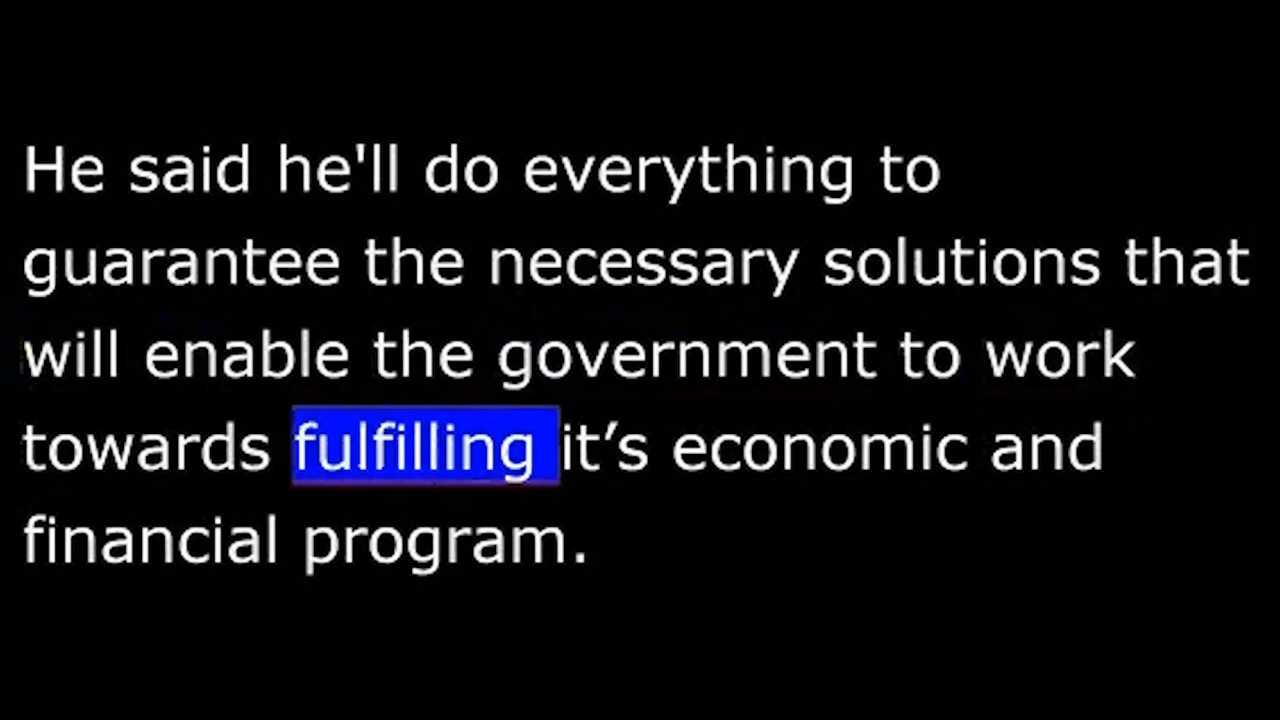 He said he'll do everything to
guarantee the necessary solutions that
will enable the government to work
towards fulfilling it’s economic and
financial program.